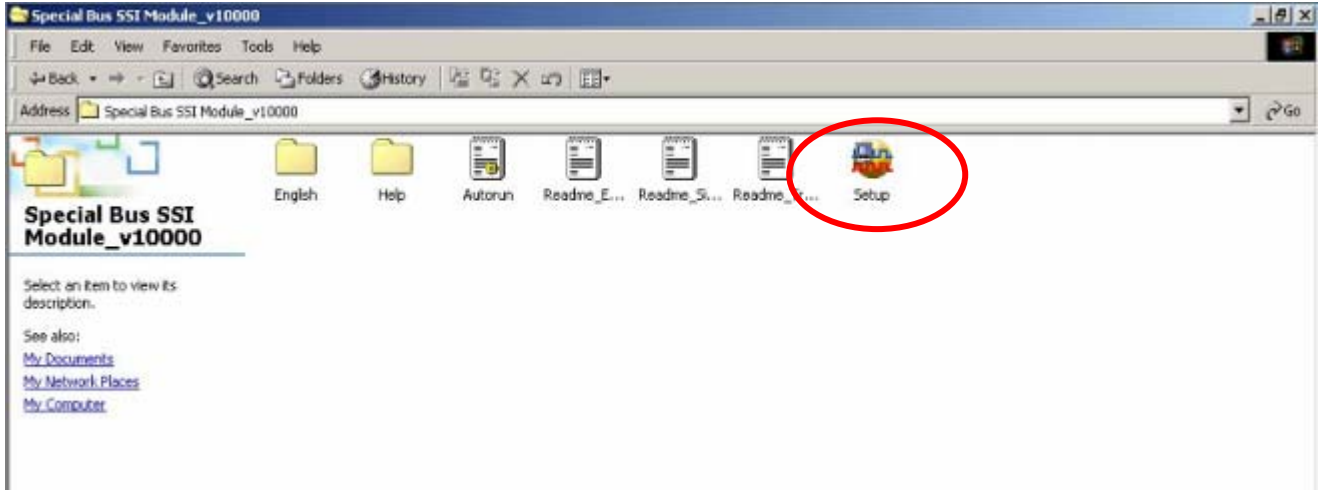 Special Bus SSI Module_v10000
File Edit View Favorites Tools Help
Back Search Folders History
Address Special Bus SSI Module_v10000 Go
English Help Autorun Readme_E... Readme_Si... Readme_ ... Setup
Special Bus SSI
Module_v10000
Select an item to view its
description.
See also:
My Documents
My Network Places
My Computer